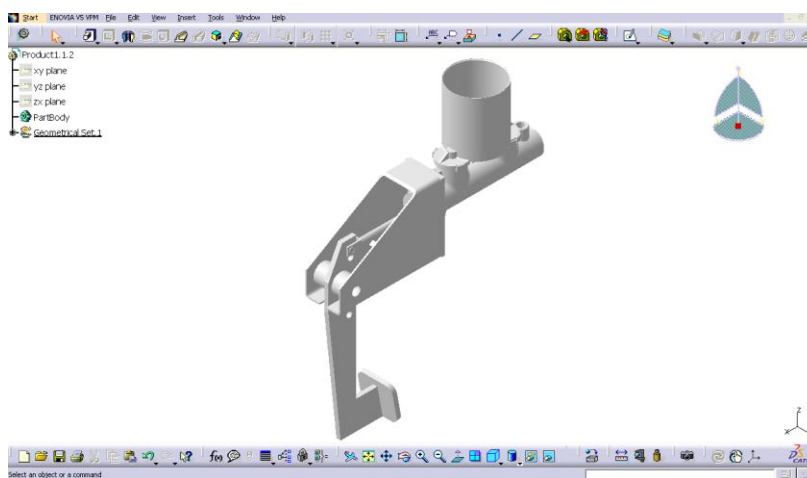 Start ENOVIA V5 VPM File Edit View Insert Tools Window Help
Product1.1.2
xy plane
yz plane
zx plane
PartBody
Geometrical Set.1
z
x
f(x)
Select an object or a command